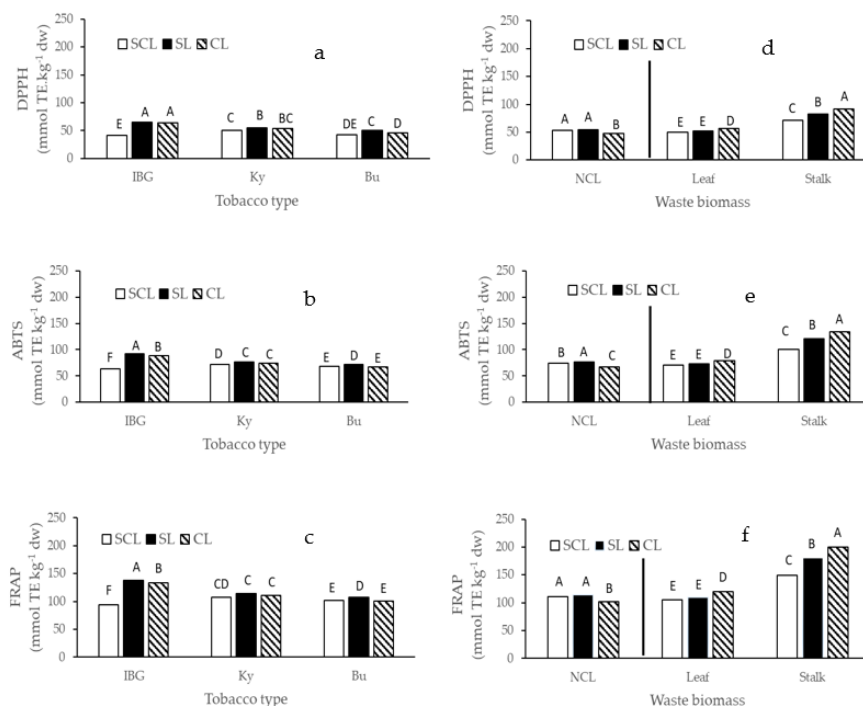 a
250
200
150
100
50
0
DPPH
(mmol TE.kg⁻¹ dw)
SCL SL CL
E A A
C B BC
DE C D
IBG Ky Bu
Tobacco type
d
250
200
150
100
50
0
DPPH
(mmol TE kg⁻¹ dw)
SCL SL CL
A A B
E E D
C B A
NCL Leaf Stalk
Waste biomass
b
250
200
150
100
50
0
ABTS
(mmol TE kg⁻¹ dw)
SCL SL CL
F A B
D C C
E D E
IBG Ky Bu
Tobacco type
e
250
200
150
100
50
0
ABTS
(mmol TE kg⁻¹ dw)
SCL SL CL
B A C
E E D
C B A
NCL Leaf Stalk
Waste biomass
c
250
200
150
100
50
0
FRAP
(mmol TE kg⁻¹ dw)
SCL SL CL
F A B
CD C C
E D E
IBG Ky Bu
Tobacco type
f
250
200
150
100
50
0
FRAP
(mmol TE kg⁻¹ dw)
SCL SL CL
A A B
E E D
C B A
NCL Leaf Stalk
Waste biomass